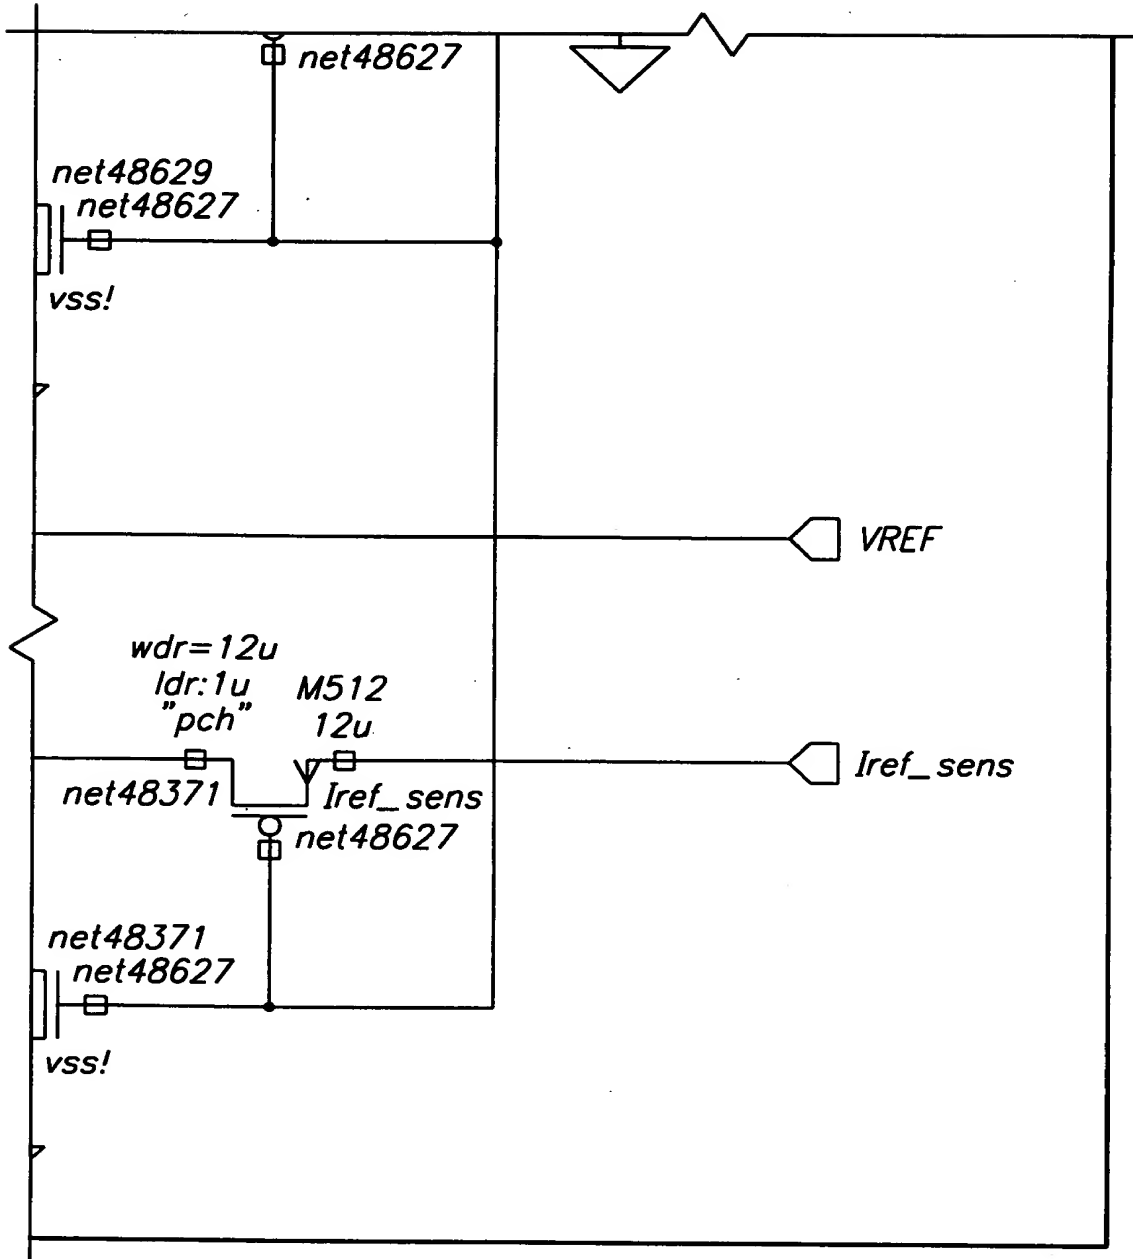 net48627
net48629
net48627
vss!
VREF
wdr=12u
ldr:1u
"pch"
M512
12u
net48371
Iref_sens
Iref_sens
net48627
net48371
net48627
vss!